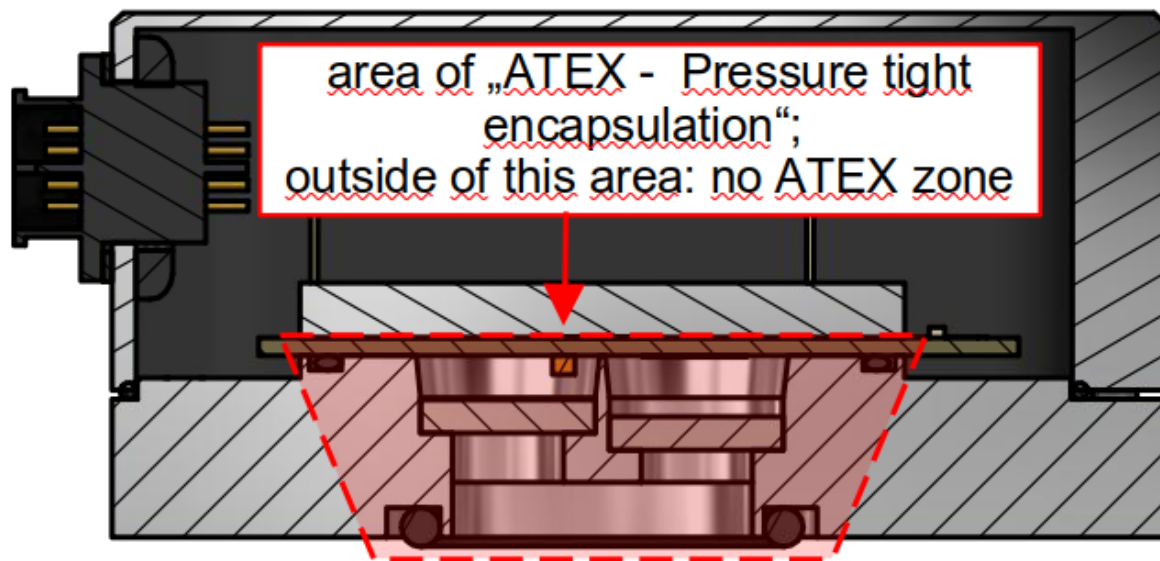 area of „ATEX - Pressure tight
encapsulation“;
outside of this area: no ATEX zone